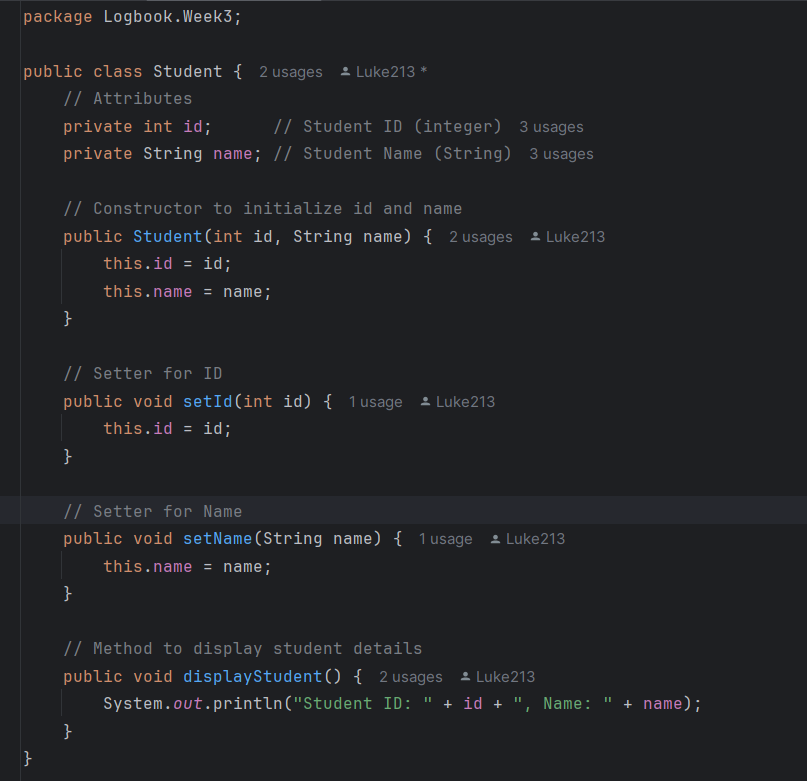 package Logbook.Week3;
public class Student { 2 usages Luke213 *
// Attributes
private int id; // Student ID (integer) 3 usages
private String name; // Student Name (String) 3 usages
// Constructor to initialize id and name
public Student(int id, String name) { 2 usages Luke213
this.id = id;
this.name = name;
}
// Setter for ID
public void setId(int id) { 1 usage Luke213
this.id = id;
}
// Setter for Name
public void setName(String name) { 1 usage Luke213
this.name = name;
}
// Method to display student details
public void displayStudent() { 2 usages Luke213
System.out.println("Student ID: " + id + ", Name: " + name);
}
}